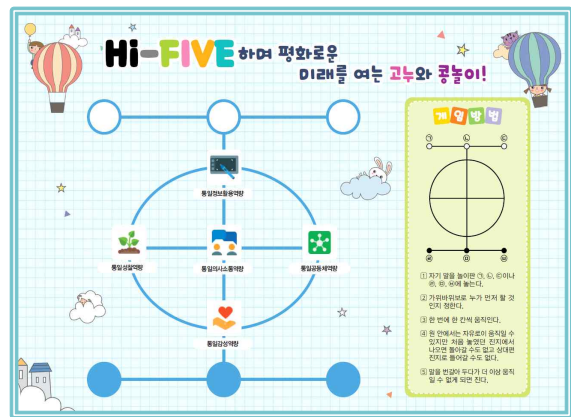 Hi-FIVE 하며 평화로운
미래를 여는 고누와 콩놀이!
통일정보활용역량
통일성찰역량
통일의사소통역량
통일공동체역량
통일감성역량
게임방법
㉠ ㉡ ㉢
㉣ ㉤ ㉥
① 자기 말을 놀이판 ㉠, ㉡, ㉢이나
㉣, ㉤, ㉥에 놓는다.
② 가위바위보로 누가 먼저 할 것
인지 정한다.
③ 한 번에 한 칸씩 움직인다.
④ 원 안에서는 자유로이 움직일 수
있지만 처음 놓였던 진지에서
나오면 돌아갈 수도 없고 상대편
진지로 들어갈 수도 없다.
⑤ 말을 번갈아 두다가 더 이상 움직
일 수 없게 되면 진다.